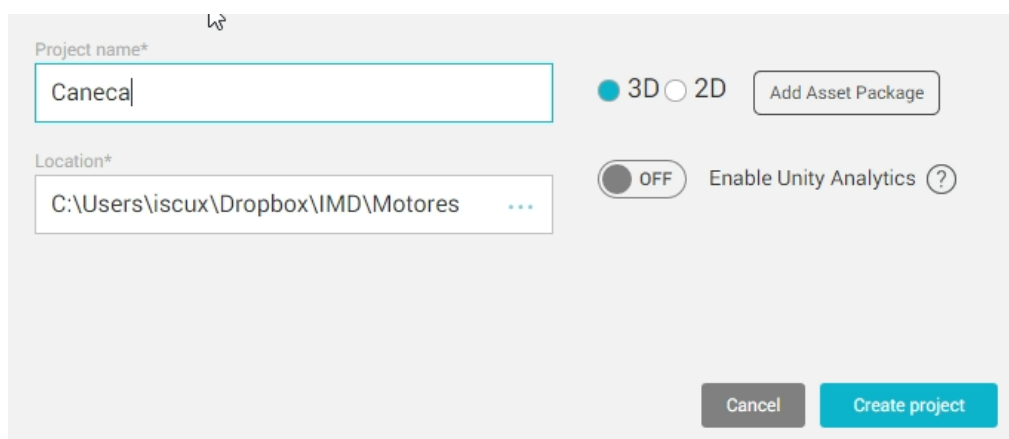 Project name*
Caneca
3D 2D Add Asset Package
Location*
C:\Users\iscux\Dropbox\IMD\Motores ...
OFF Enable Unity Analytics ?
Cancel Create project